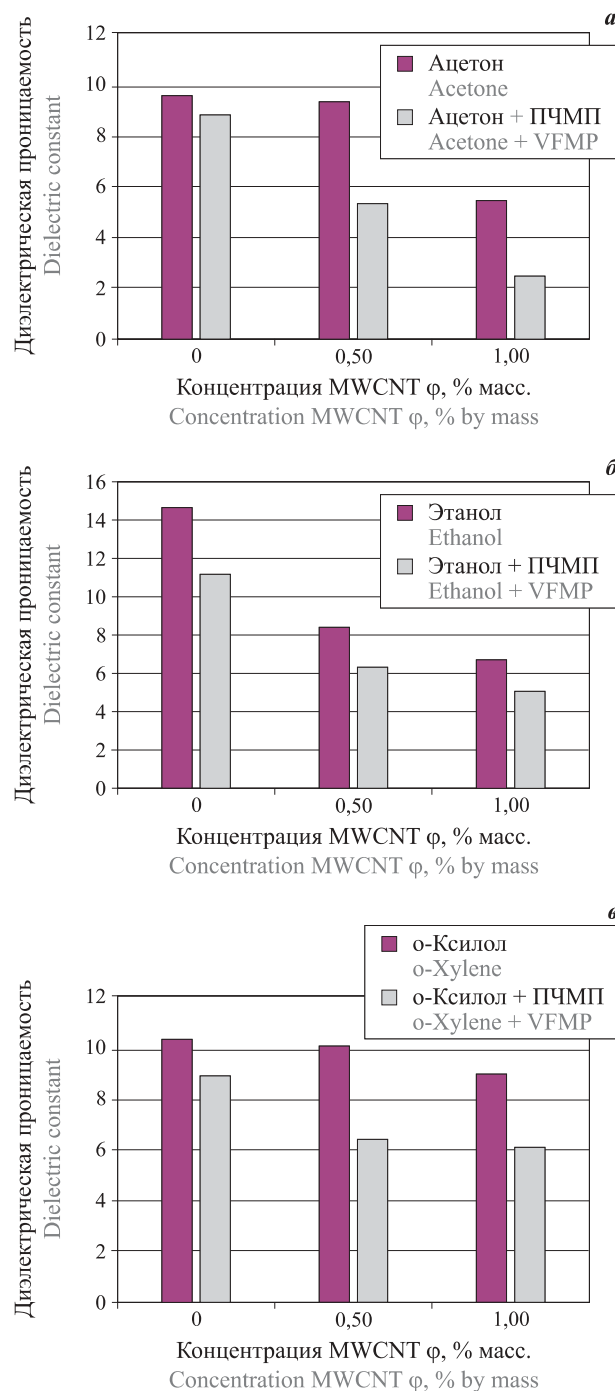 а
12
10
8
6
4
2
0
Диэлектрическая проницаемость
Dielectric constant
Ацетон
Acetone
Ацетон + ПЧМП
Acetone + VFMP
0
0,50
1,00
Концентрация MWCNT φ, % масс.
Concentration MWCNT φ, % by mass
б
16
14
12
10
8
6
4
2
0
Диэлектрическая проницаемость
Dielectric constant
Этанол
Ethanol
Этанол + ПЧМП
Ethanol + VFMP
0
0,50
1,00
Концентрация MWCNT φ, % масс.
Concentration MWCNT φ, % by mass
в
12
10
8
6
4
2
0
Диэлектрическая проницаемость
Dielectric constant
о-Ксилол
o-Xylene
о-Ксилол + ПЧМП
o-Xylene + VFMP
0
0,50
1,00
Концентрация MWCNT φ, % масс.
Concentration MWCNT φ, % by mass